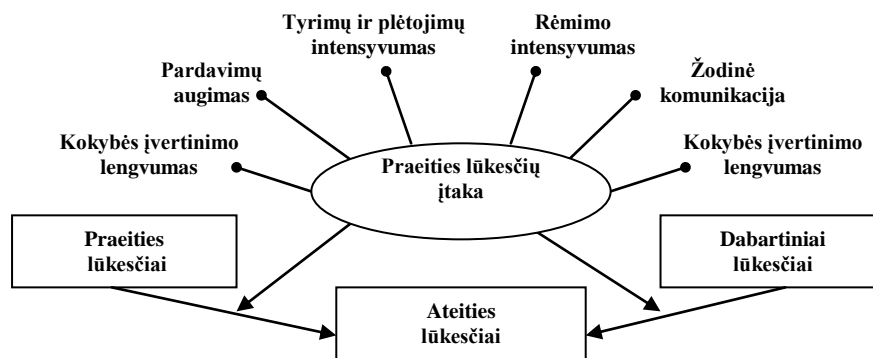 Tyrimų ir plėtojimų
intensyvumas
Rėmimo
intensyvumas
Pardavimų
augimas
Žodinė
komunikacija
Kokybės įvertinimo
lengvumas
Praeities lūkesčių
įtaka
Kokybės įvertinimo
lengvumas
Praeities
lūkesčiai
Dabartiniai
lūkesčiai
Ateities
lūkesčiai